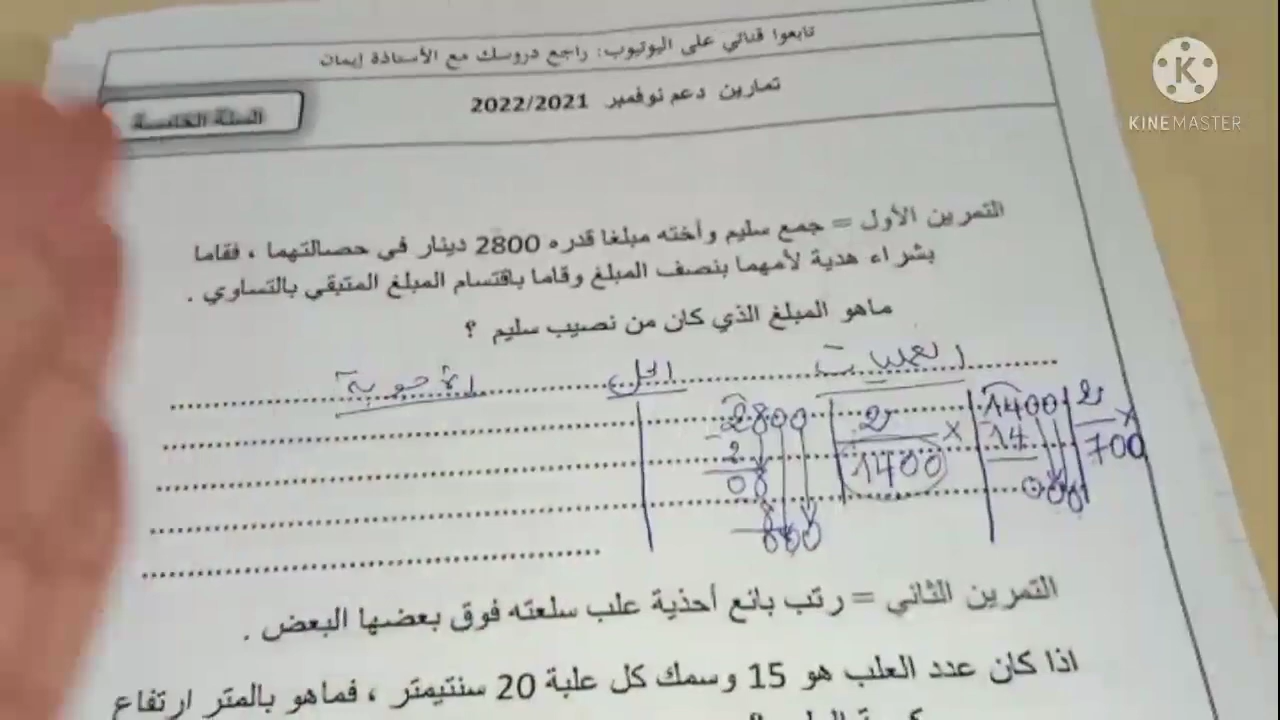 تابعوا قناتي على اليوتيوب: راجع دروسك مع الأستاذة إيمان
تمارين دعم نوفمبر 2022/2021
السنة الخامسة
KINEMASTER
التمرين الأول = جمع سليم وأخته مبلغا قدره 2800 دينار في حصالتهما ، فقاما
بشراء هدية لأمهما بنصف المبلغ وقاما باقتسام المبلغ المتبقي بالتساوي .
ماهو المبلغ الذي كان من نصيب سليم ؟
العمليات الحل الأجوبة
2800 2 1400 2
2 × 14 ×
08 1400 000 700
8
000
التمرين الثاني = رتب بائع أحذية علب سلعته فوق بعضها البعض .
اذا كان عدد العلب هو 15 وسمك كل علبة 20 سنتيمتر ، فماهو بالمتر ارتفاع